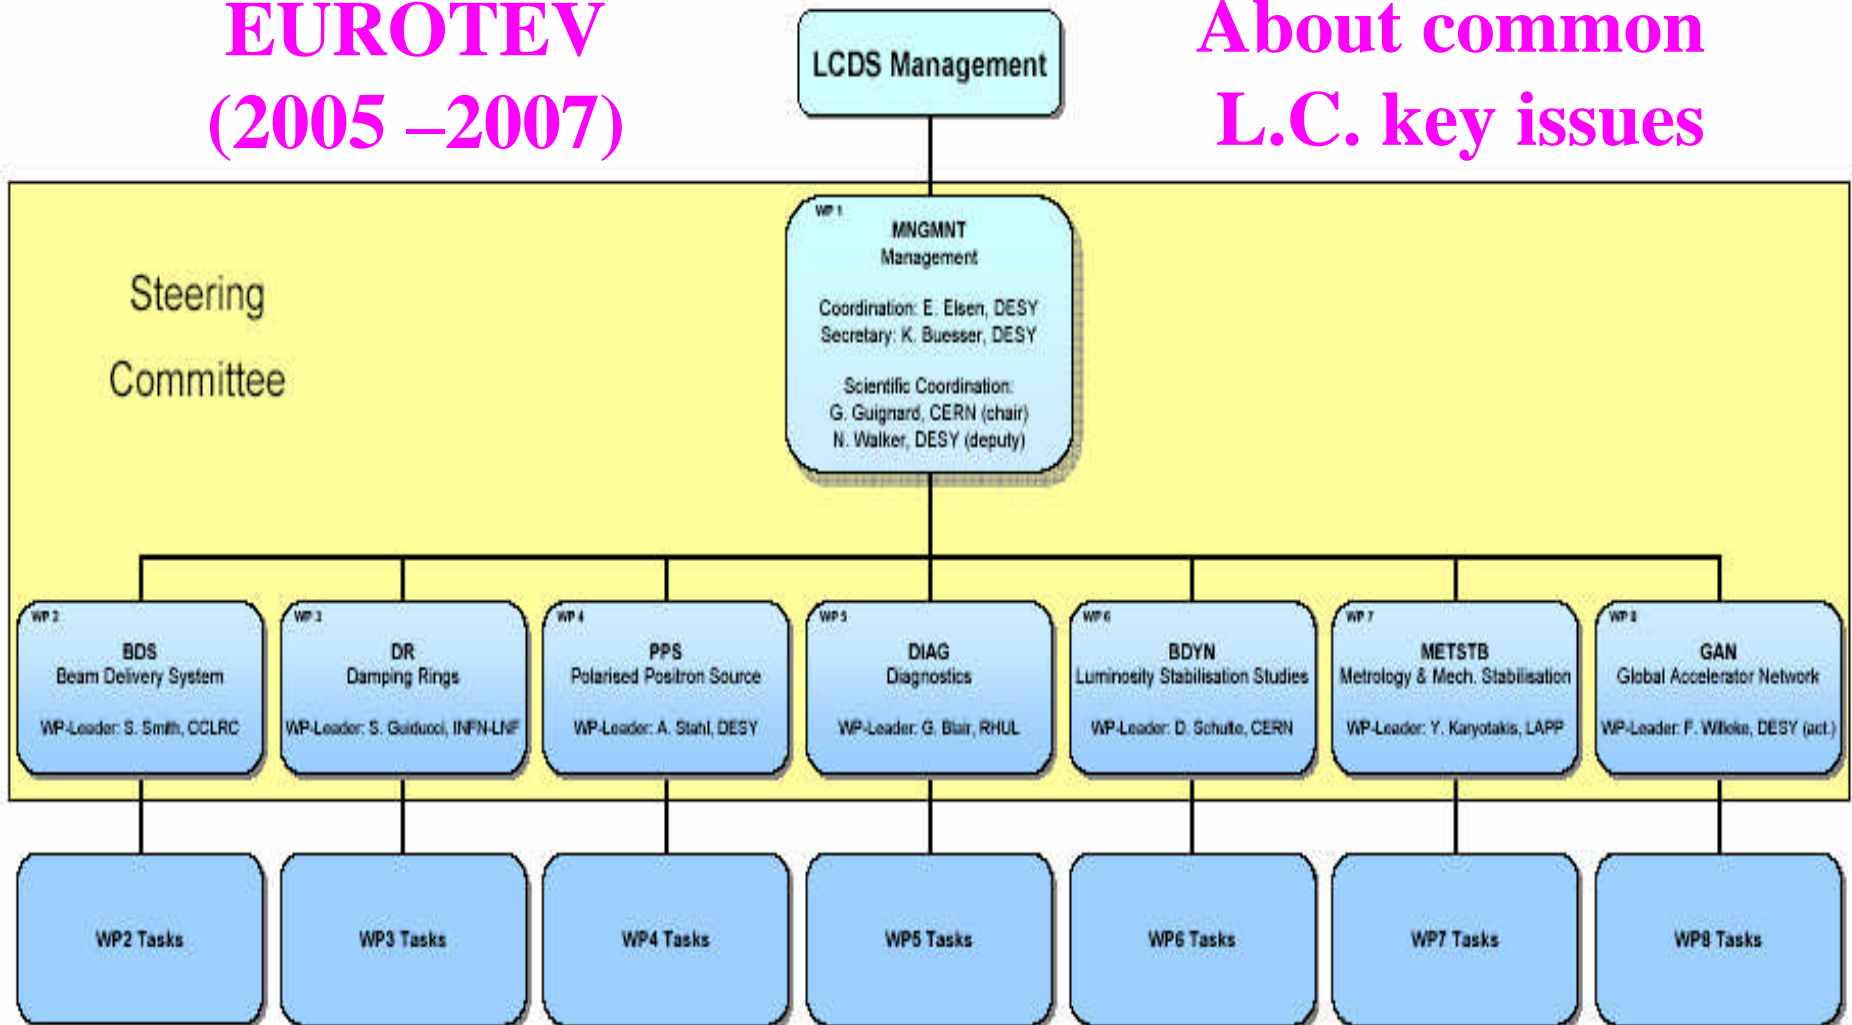 EUROTEV
(2005 –2007)
About common
L.C. key issues
LCDS Management
Steering
Committee
WP 1
MNGMNT
Management
Coordination: E. Elsen, DESY
Secretary: K. Buesser, DESY
Scientific Coordination:
G. Guignard, CERN (chair)
N. Walker, DESY (deputy)
WP 2
BDS
Beam Delivery System
WP-Leader: S. Smith, CCLRC
WP 3
DR
Damping Rings
WP-Leader: S. Guiducci, INFN-LNF
WP 4
PPS
Polarised Positron Source
WP-Leader: A. Stahl, DESY
WP 5
DIAG
Diagnostics
WP-Leader: G. Blair, RHUL
WP 6
BDYN
Luminosity Stabilisation Studies
WP-Leader: D. Schulte, CERN
WP 7
METSTB
Metrology & Mech. Stabilisation
WP-Leader: Y. Karyotakis, LAPP
WP 8
GAN
Global Accelerator Network
WP-Leader: F. Willeke, DESY (act.)
WP2 Tasks
WP3 Tasks
WP4 Tasks
WP5 Tasks
WP6 Tasks
WP7 Tasks
WP8 Tasks